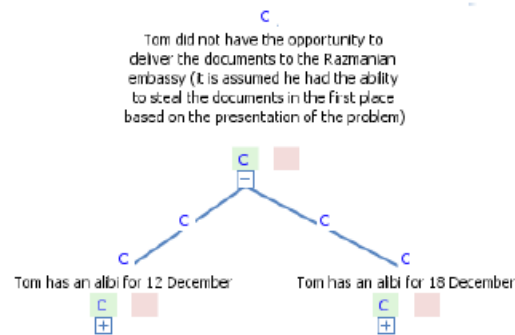 C
Tom did not have the opportunity to
deliver the documents to the Razmanian
embassy (it is assumed he had the ability
to steal the documents in the first place
based on the presentation of the problem)
C
−
C C
C C
Tom has an alibi for 12 December Tom has an alibi for 18 December
C C
+ +